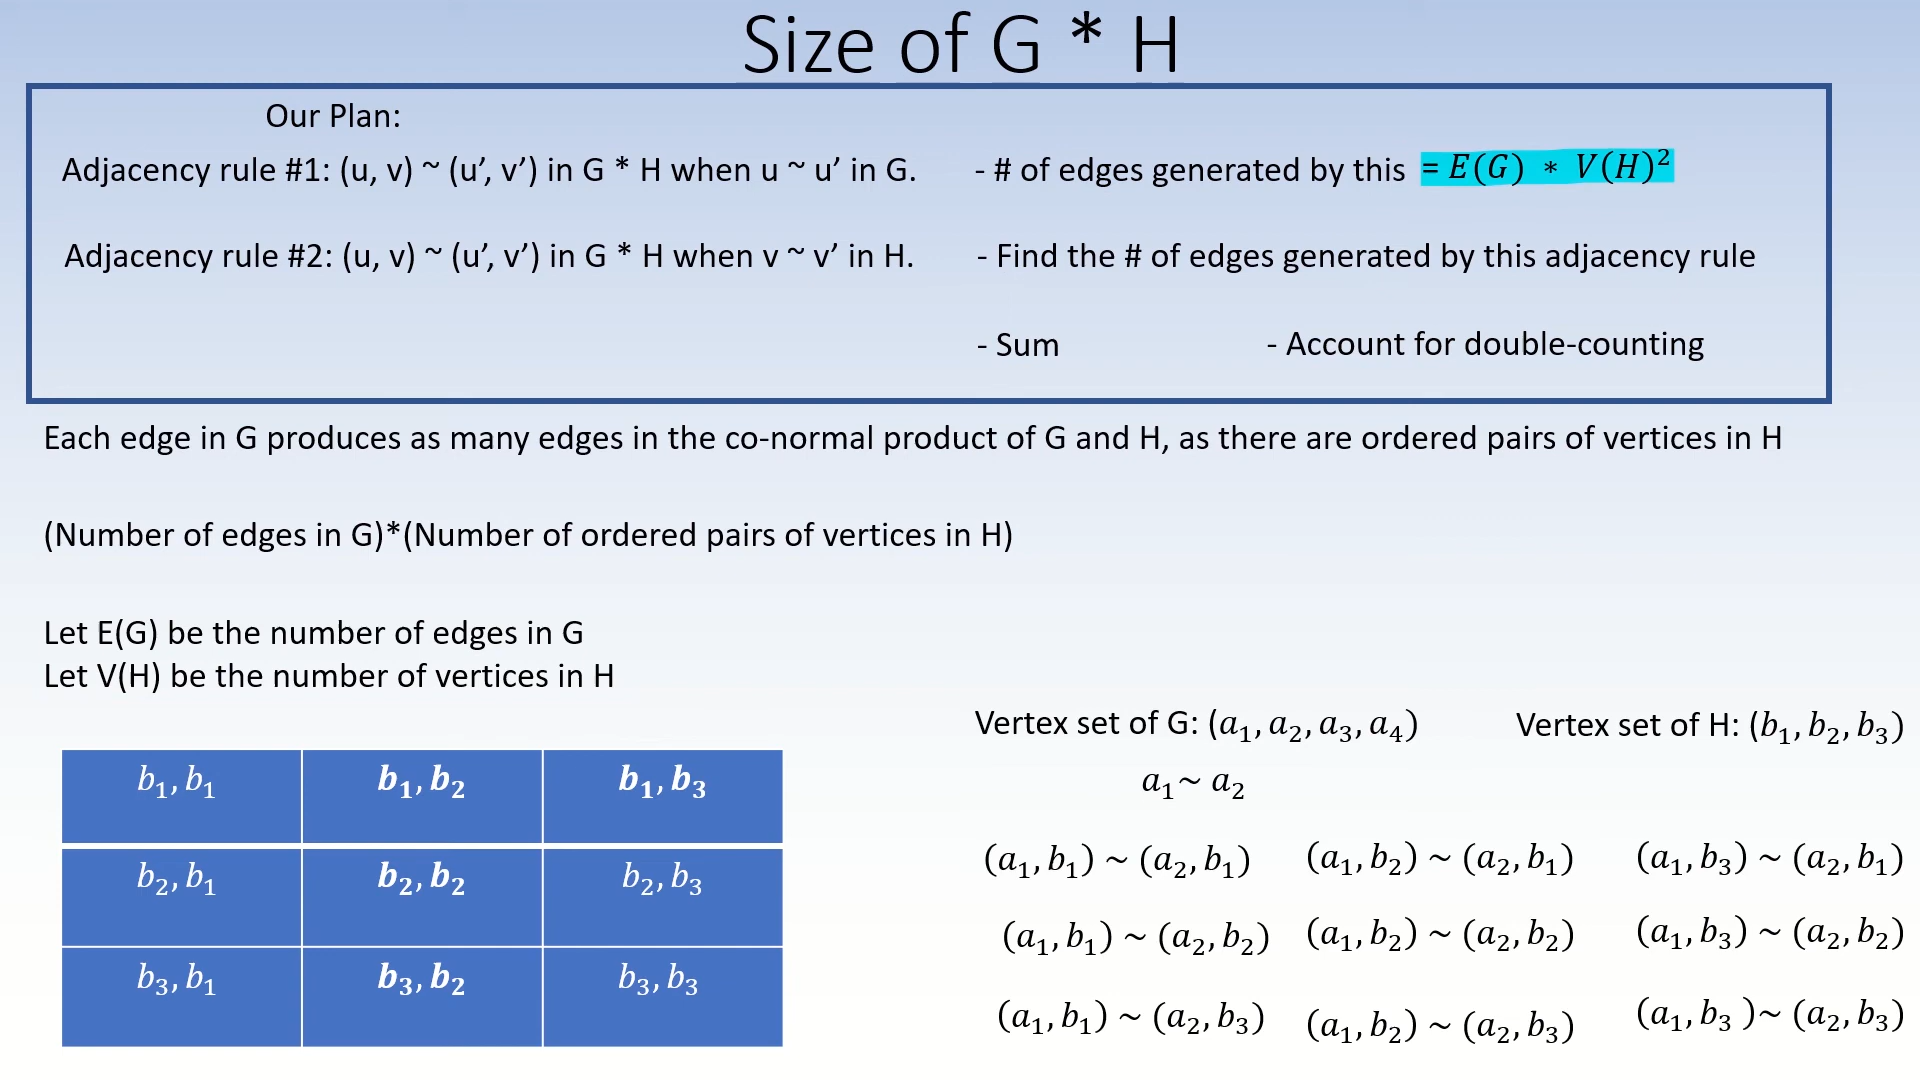 Size of G * H
Our Plan:
Adjacency rule #1: (u, v) ~ (u’, v’) in G * H when u ~ u’ in G. - # of edges generated by this = E(G) ∗ V(H)²
Adjacency rule #2: (u, v) ~ (u’, v’) in G * H when v ~ v’ in H. - Find the # of edges generated by this adjacency rule
- Sum - Account for double-counting
Each edge in G produces as many edges in the co-normal product of G and H, as there are ordered pairs of vertices in H
(Number of edges in G)*(Number of ordered pairs of vertices in H)
Let E(G) be the number of edges in G
Let V(H) be the number of vertices in H
b₁, b₁ b₁, b₂ b₁, b₃
b₂, b₁ b₂, b₂ b₂, b₃
b₃, b₁ b₃, b₂ b₃, b₃
Vertex set of G: (a₁, a₂, a₃, a₄) Vertex set of H: (b₁, b₂, b₃)
a₁~ a₂
(a₁, b₁) ~ (a₂, b₁) (a₁, b₂) ~ (a₂, b₁) (a₁, b₃) ~ (a₂, b₁)
(a₁, b₁) ~ (a₂, b₂) (a₁, b₂) ~ (a₂, b₂) (a₁, b₃) ~ (a₂, b₂)
(a₁, b₁) ~ (a₂, b₃) (a₁, b₂) ~ (a₂, b₃) (a₁, b₃ )~ (a₂, b₃)